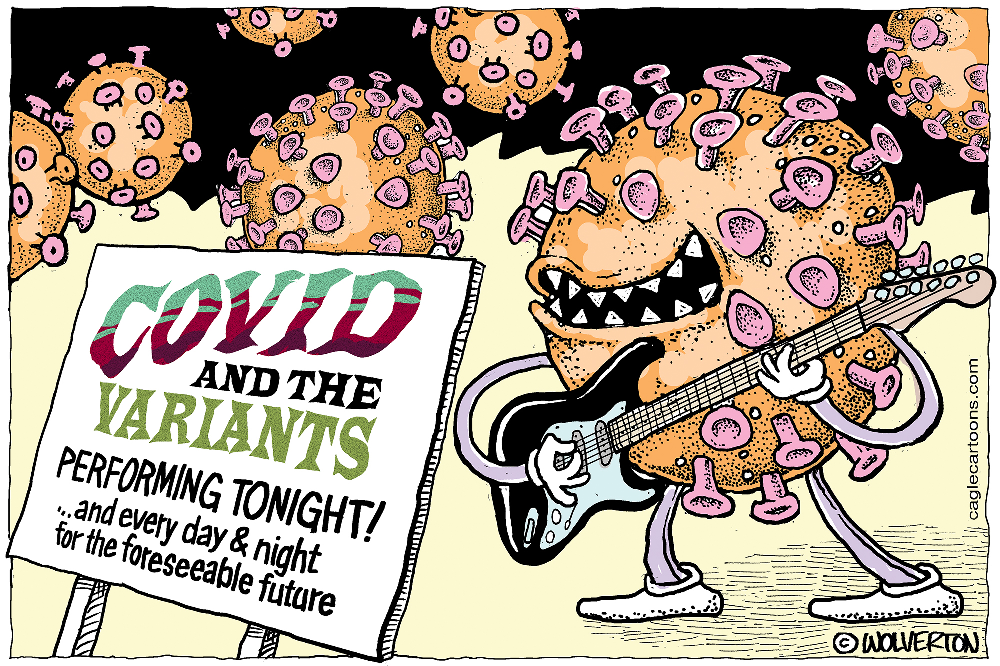 COVID
AND THE
VARIANTS
PERFORMING TONIGHT!
...and every day & night
for the foreseeable future
caglecartoons.com
© WOLVERTON